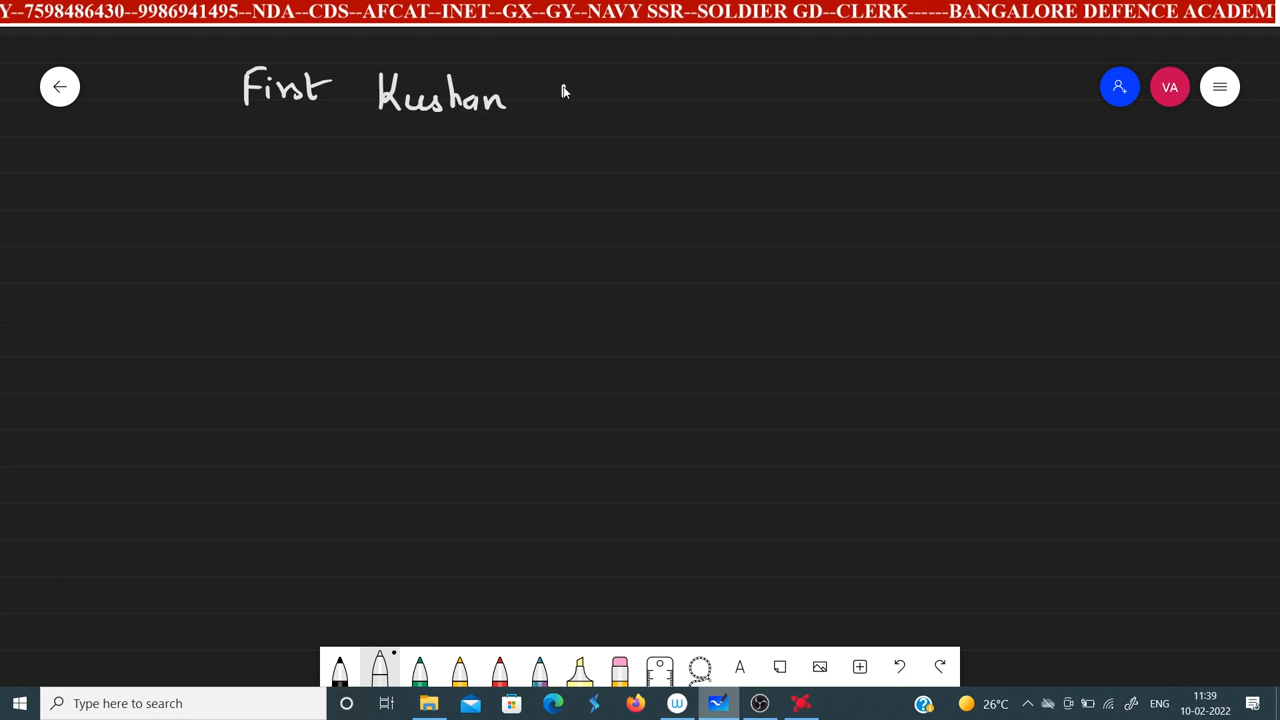 Y--7598486430--9986941495--NDA--CDS--AFCAT--INET--GX--GY--NAVY SSR--SOLDIER GD--CLERK------BANGALORE DEFENCE ACADEM
First Kushan
VA
A
Type here to search
W
26°C
ENG
11:39
10-02-2022